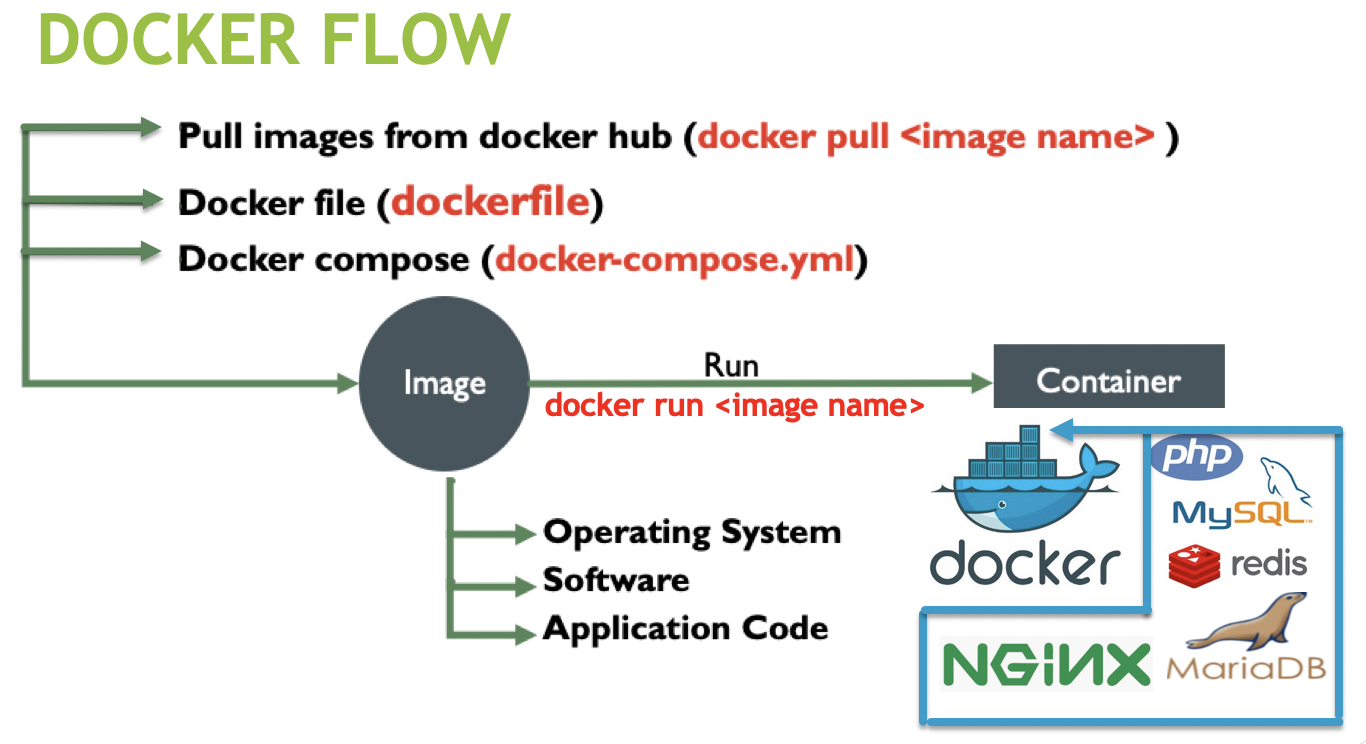 DOCKER FLOW
Pull images from docker hub (docker pull <image name> )
Docker file (dockerfile)
Docker compose (docker-compose.yml)
Image
Run
docker run <image name>
Container
Operating System
Software
Application Code
docker
php
MySQL™
redis
NGINX
MariaDB